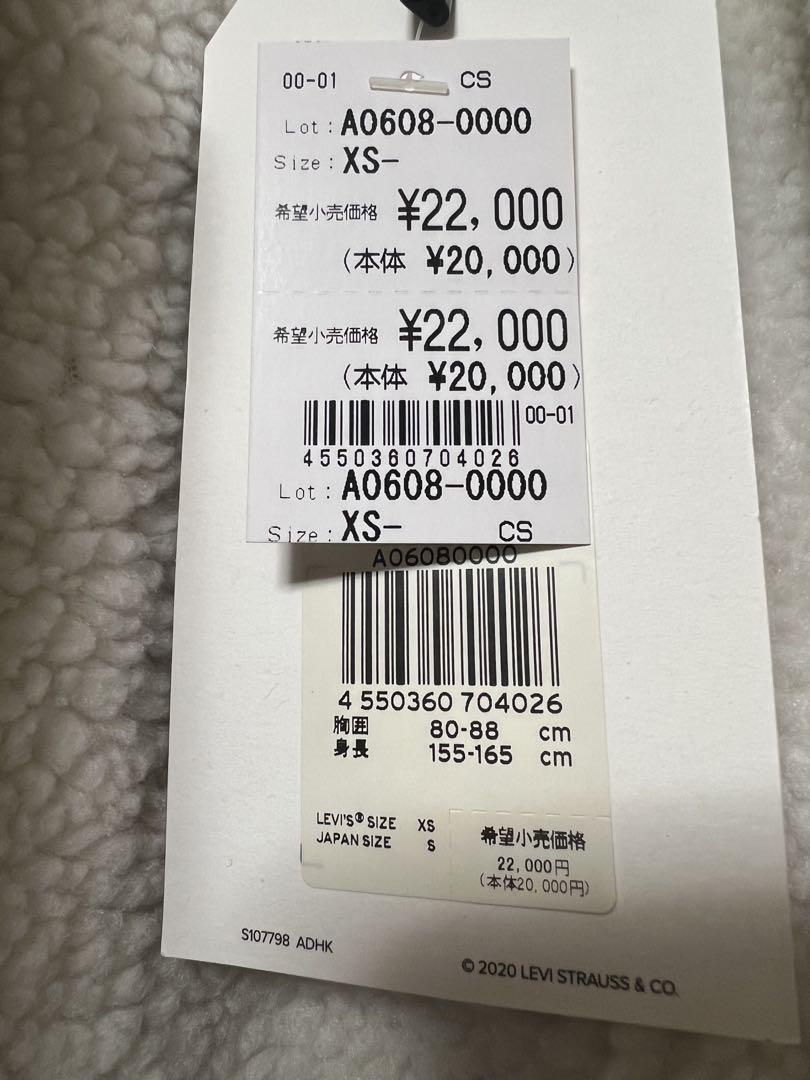 00-01 CS
Lot: A0608-0000
Size: XS-
希望小売価格 ¥22,000
(本体 ¥20,000)
希望小売価格 ¥22,000
(本体 ¥20,000)
00-01
4550360704026
Lot: A0608-0000
Size: XS- CS
A06080000
4 550360 704026
胸囲 80-88 cm
身長 155-165 cm
LEVI'S® SIZE XS
JAPAN SIZE S
希望小売価格
22,000円
(本体20,000円)
S107798 ADHK
© 2020 LEVI STRAUSS & CO.